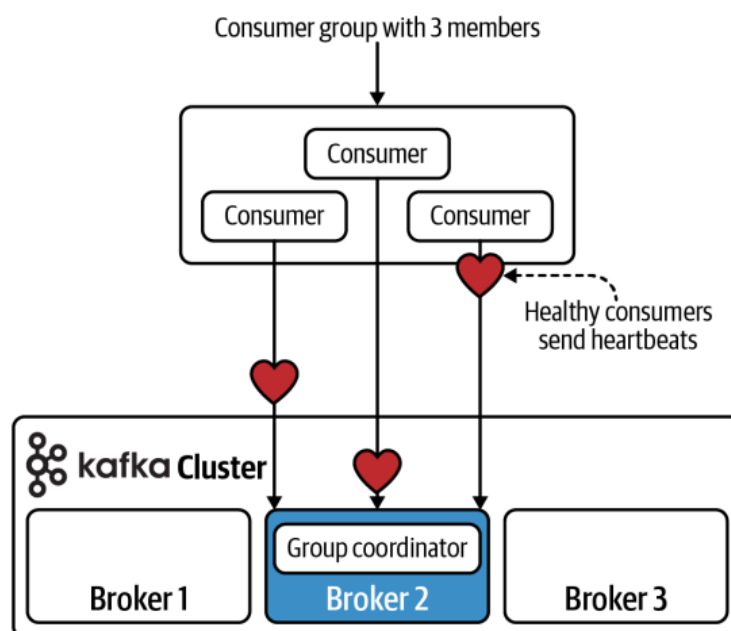 Consumer group with 3 members
Consumer
Consumer
Consumer
Healthy consumers
send heartbeats
kafka Cluster
Group coordinator
Broker 1
Broker 2
Broker 3